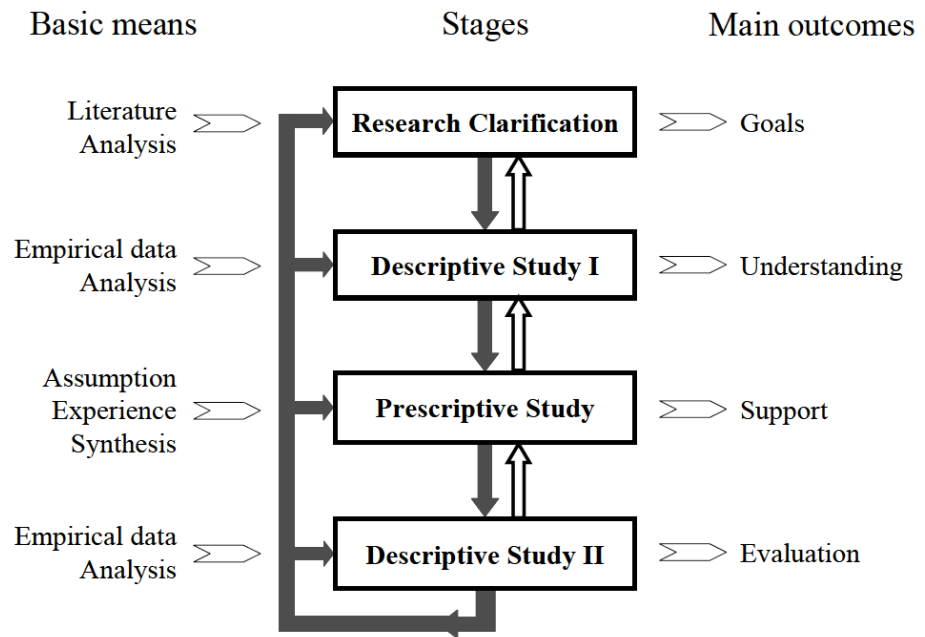 Basic means
Stages
Main outcomes
Literature
Analysis
Research Clarification
Goals
Empirical data
Analysis
Descriptive Study I
Understanding
Assumption
Experience
Synthesis
Prescriptive Study
Support
Empirical data
Analysis
Descriptive Study II
Evaluation